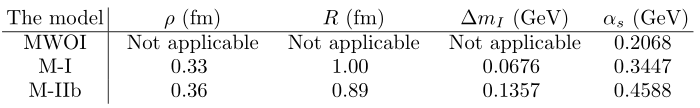 The model ρ (fm) R (fm) Δm_I (GeV) α_s (GeV)
MWOI Not applicable Not applicable Not applicable 0.2068
M-I 0.33 1.00 0.0676 0.3447
M-IIb 0.36 0.89 0.1357 0.4588